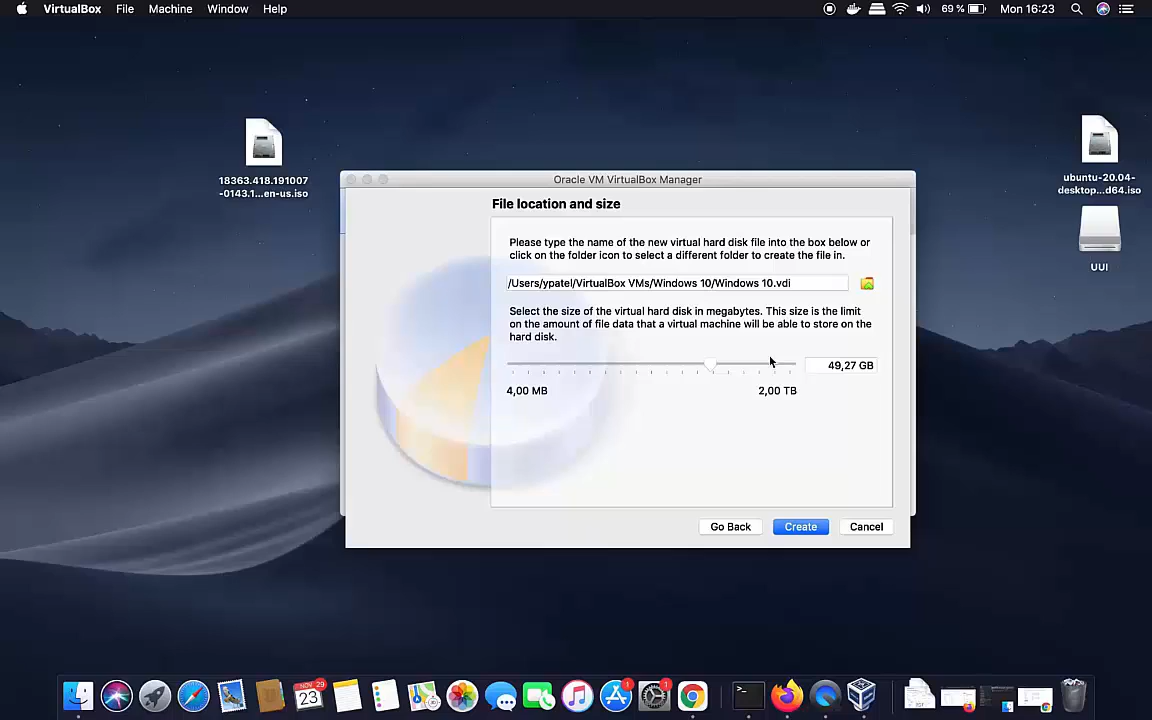 VirtualBox File Machine Window Help 69 % Mon 16:23
18363.418.191007
-0143.1...en-us.iso
ubuntu-20.04-
desktop...d64.iso
UUI
Oracle VM VirtualBox Manager
File location and size
Please type the name of the new virtual hard disk file into the box below or
click on the folder icon to select a different folder to create the file in.
/Users/ypatel/VirtualBox VMs/Windows 10/Windows 10.vdi
Select the size of the virtual hard disk in megabytes. This size is the limit
on the amount of file data that a virtual machine will be able to store on the
hard disk.
49,27 GB
4,00 MB 2,00 TB
Go Back Create Cancel
NOV 29
23
1
1